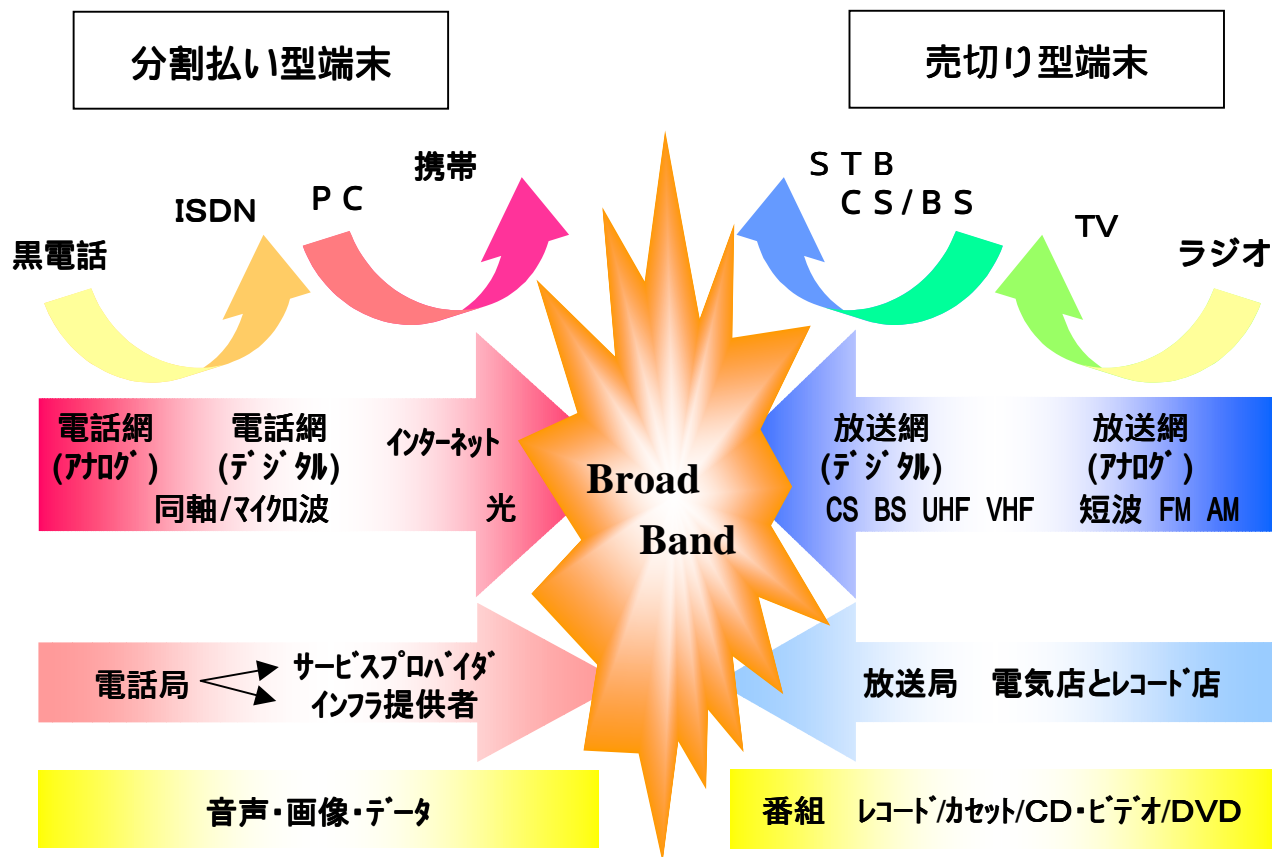 分割払い型端末
売切り型端末
黒電話
ISDN
ＰＣ
携帯
ＳＴＢ
ＣＳ/ＢＳ
TV
ラジオ
電話網 電話網 インターネット
(アナログ) (デジタル)
同軸/マイクロ波 光
Broad
Band
放送網 放送網
(デジタル) (アナログ)
CS BS UHF VHF 短波 FM AM
電話局
サービスプロバイダ
インフラ提供者
放送局 電気店とレコード店
音声・画像・データ
番組 レコード/カセット/CD・ビデオ/DVD